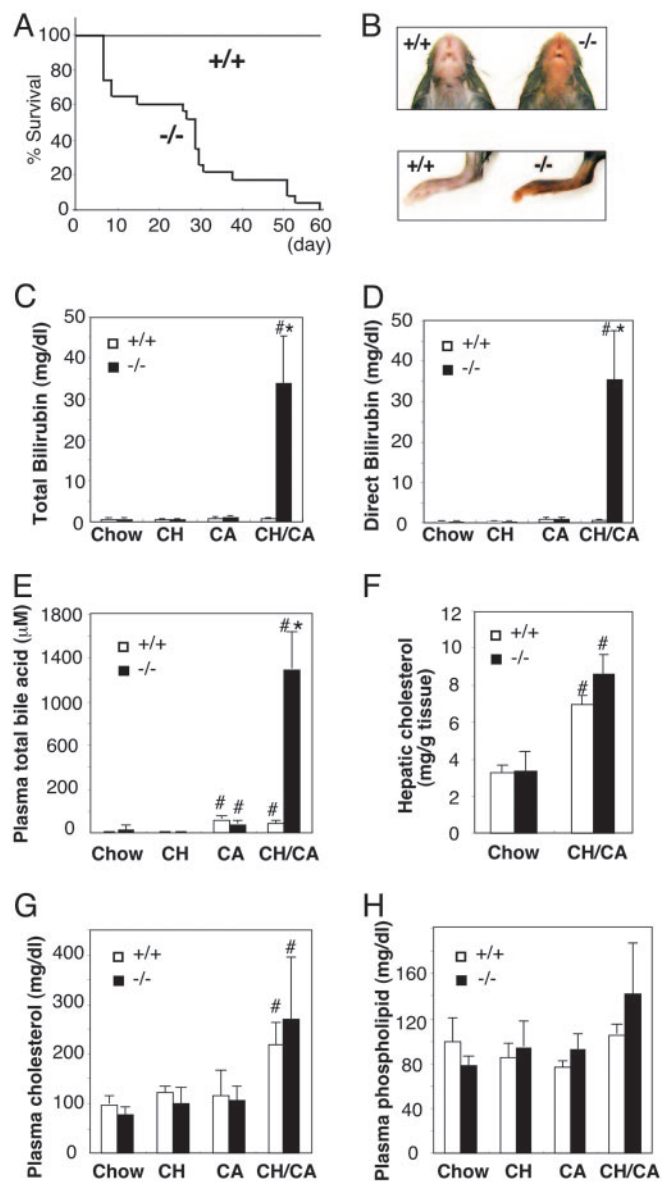 A
100
80
60
40
20
0
% Survival
+/+
-/-
0 10 20 30 40 50 60
(day)
B
+/+ -/-
+/+ -/-
C
Total Bilirubin (mg/dl)
50
40
30
20
10
0
+/+
-/-
#*
Chow CH CA CH/CA
D
Direct Bilirubin (mg/dl)
50
40
30
20
10
0
+/+
-/-
#*
Chow CH CA CH/CA
E
Plasma total bile acid (μM)
1800
1400
1000
600
200
0
+/+
-/-
# # # #*
Chow CH CA CH/CA
F
Hepatic cholesterol
(mg/g tissue)
12
10
8
6
4
2
0
+/+
-/-
# #
Chow CH/CA
G
Plasma cholesterol (mg/dl)
400
300
200
100
0
+/+
-/-
# #
Chow CH CA CH/CA
H
Plasma phospholipid (mg/dl)
160
120
80
40
0
+/+
-/-
Chow CH CA CH/CA